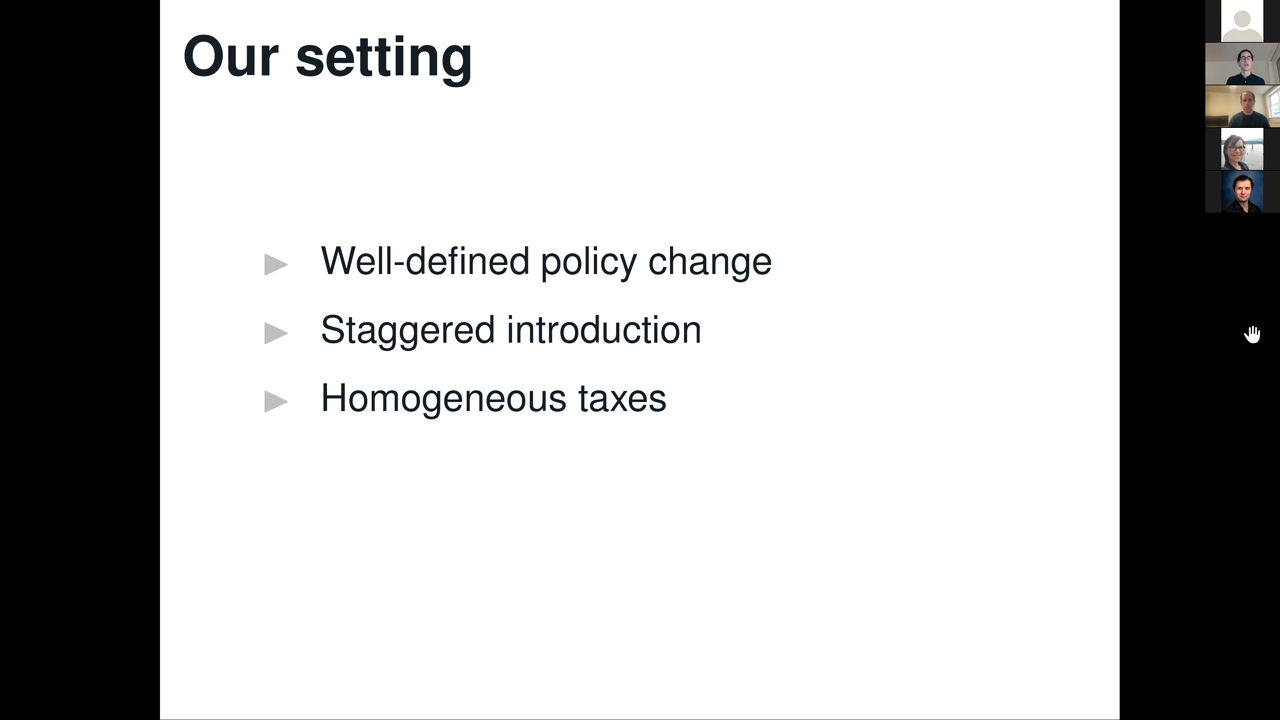 Our setting
Well-defined policy change
Staggered introduction
Homogeneous taxes